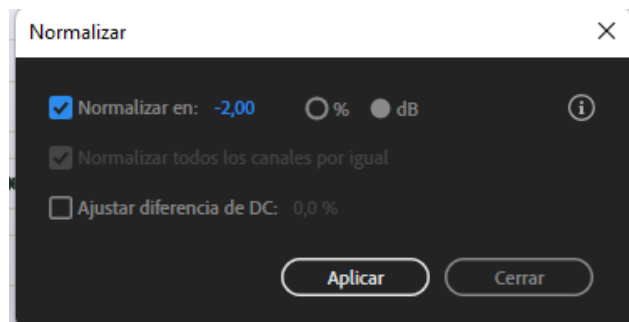 Normalizar
Normalizar en: -2,00 % dB
Normalizar todos los canales por igual
Ajustar diferencia de DC: 0,0 %
Aplicar Cerrar